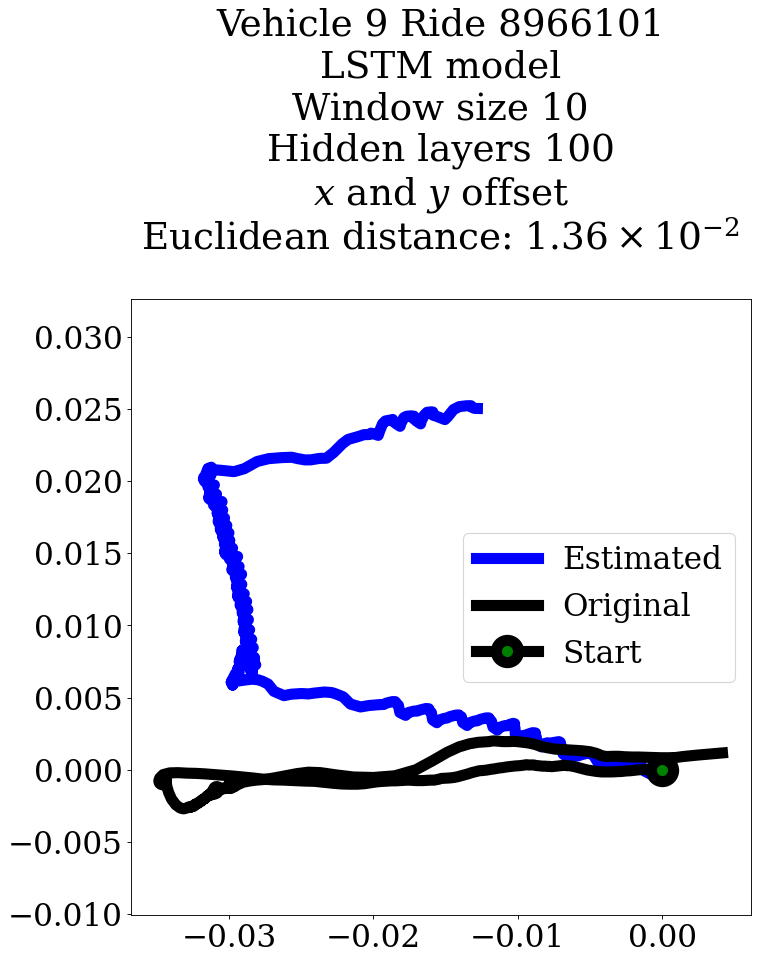 Vehicle 9 Ride 8966101
LSTM model
Window size 10
Hidden layers 100
x and y offset
Euclidean distance: 1.36 × 10⁻²
0.030
0.025
0.020
0.015
0.010
0.005
0.000
−0.005
−0.010
Estimated
Original
Start
−0.03 −0.02 −0.01 0.00